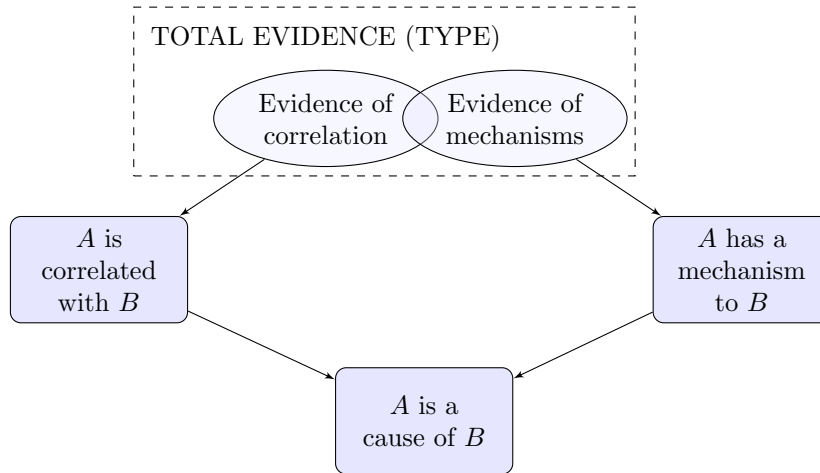 TOTAL EVIDENCE (TYPE)
Evidence of
correlation
Evidence of
mechanisms
A is
correlated
with B
A has a
mechanism
to B
A is a
cause of B